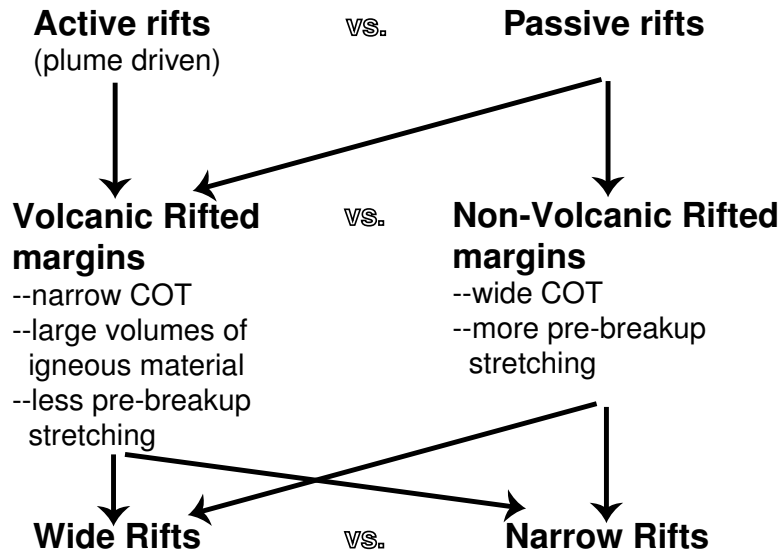 Active rifts vs. Passive rifts
(plume driven)
Volcanic Rifted margins vs. Non-Volcanic Rifted margins
--narrow COT
--large volumes of
igneous material
--less pre-breakup
stretching
--wide COT
--more pre-breakup
stretching
Wide Rifts vs. Narrow Rifts